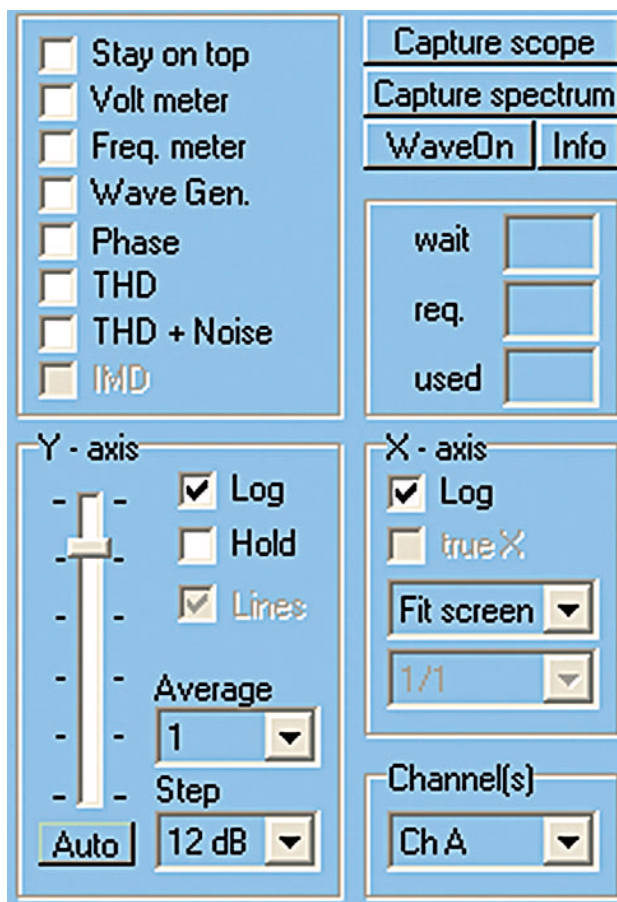 Stay on top
Volt meter
Freq. meter
Wave Gen.
Phase
THD
THD + Noise
IMD
Capture scope
Capture spectrum
WaveOn
Info
wait
req.
used
Y - axis
Log
Hold
Lines
Average
1
Step
Auto
12 dB
X - axis
Log
true X
Fit screen
1/1
Channel(s)
Ch A